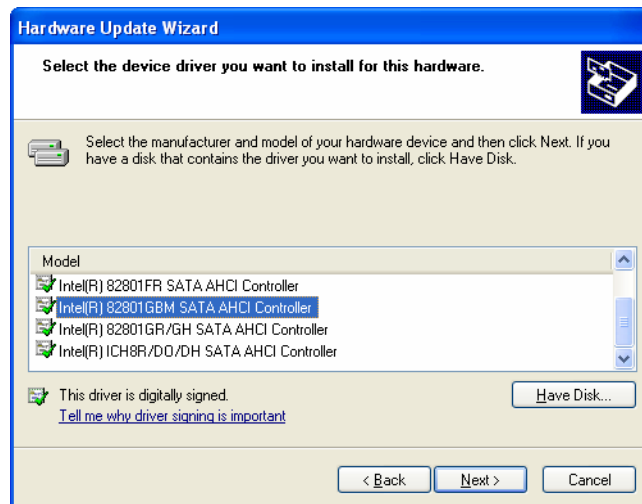 Hardware Update Wizard
Select the device driver you want to install for this hardware.
Select the manufacturer and model of your hardware device and then click Next. If you
have a disk that contains the driver you want to install, click Have Disk.
Model
Intel(R) 82801FR SATA AHCI Controller
Intel(R) 82801GBM SATA AHCI Controller
Intel(R) 82801GR/GH SATA AHCI Controller
Intel(R) ICH8R/DO/DH SATA AHCI Controller
This driver is digitally signed.
Have Disk...
Tell me why driver signing is important
< Back
Next >
Cancel